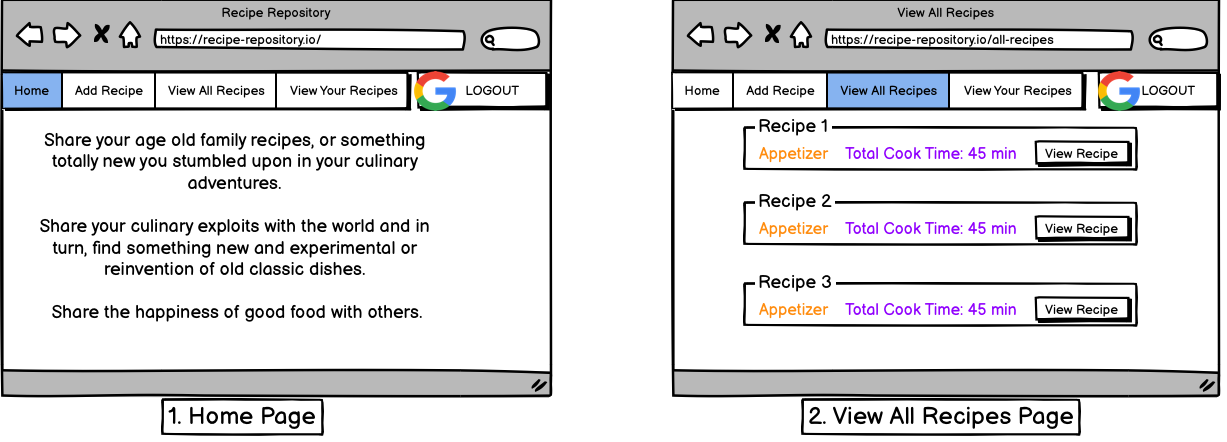 Recipe Repository
https://recipe-repository.io/
Home Add Recipe View All Recipes View Your Recipes LOGOUT
Share your age old family recipes, or something
totally new you stumbled upon in your culinary
adventures.
Share your culinary exploits with the world and in
turn, find something new and experimental or
reinvention of old classic dishes.
Share the happiness of good food with others.
1. Home Page
View All Recipes
https://recipe-repository.io/all-recipes
Home Add Recipe View All Recipes View Your Recipes LOGOUT
Recipe 1
Appetizer Total Cook Time: 45 min View Recipe
Recipe 2
Appetizer Total Cook Time: 45 min View Recipe
Recipe 3
Appetizer Total Cook Time: 45 min View Recipe
2. View All Recipes Page